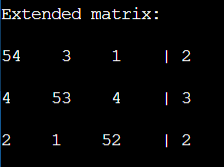 Extended matrix:
54 3 1 | 2
4 53 4 | 3
2 1 52 | 2